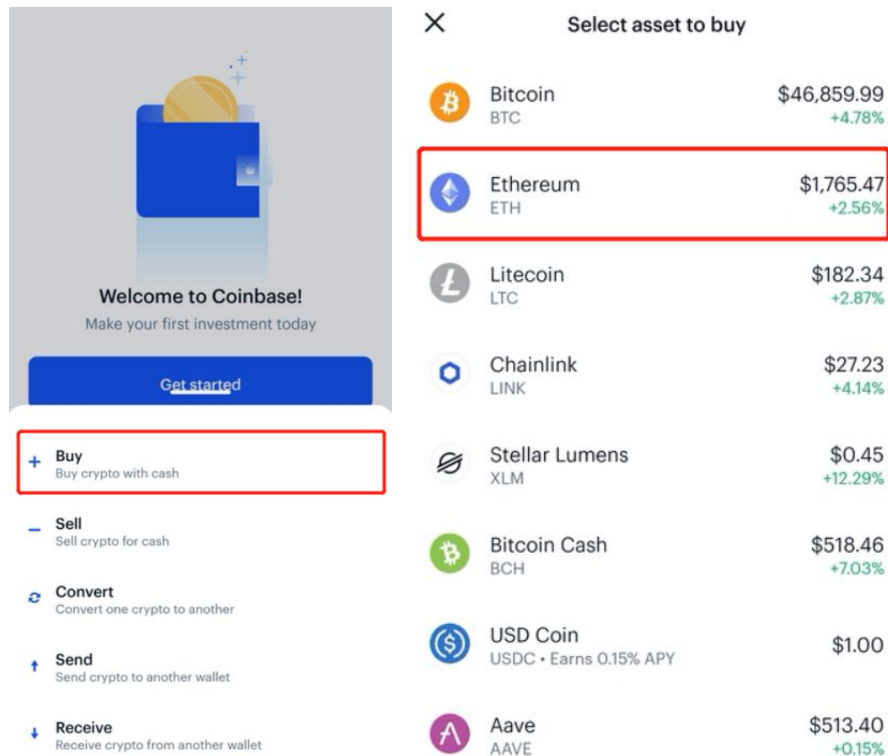 Welcome to Coinbase!
Make your first investment today
Get started
Buy
Buy crypto with cash
Sell
Sell crypto for cash
Convert
Convert one crypto to another
Send
Send crypto to another wallet
Receive
Receive crypto from another wallet
Select asset to buy
Bitcoin $46,859.99
BTC +4.78%
Ethereum $1,765.47
ETH +2.56%
Litecoin $182.34
LTC +2.87%
Chainlink $27.23
LINK +4.14%
Stellar Lumens $0.45
XLM +12.29%
Bitcoin Cash $518.46
BCH +7.03%
USD Coin $1.00
USDC • Earns 0.15% APY
Aave $513.40
AAVE +0.15%